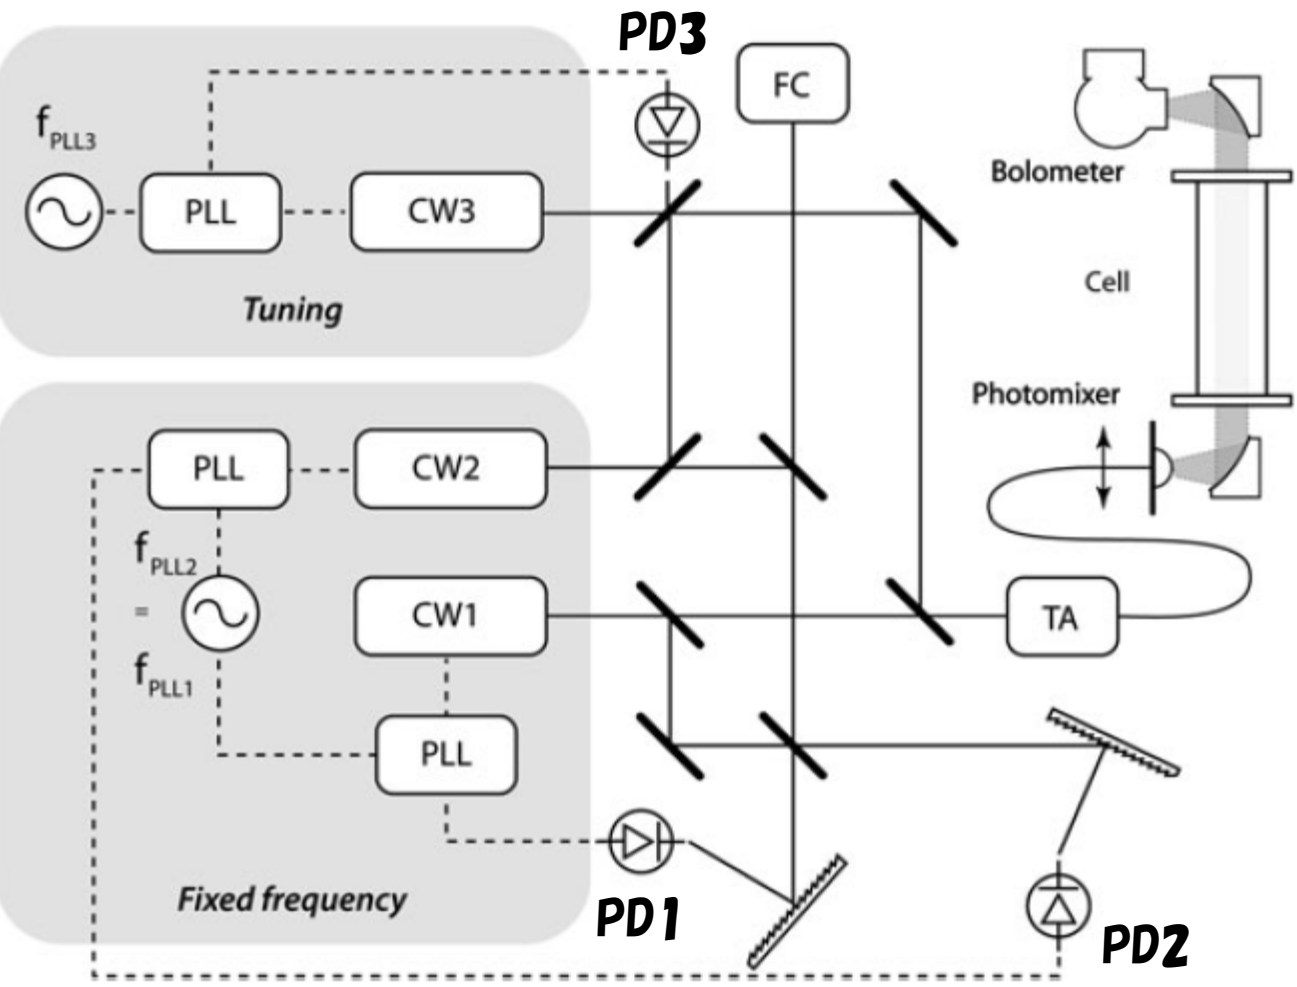 PD3
FC
f PLL3
PLL
CW3
Tuning
Bolometer
Cell
Photomixer
PLL
CW2
f PLL2
=
f PLL1
CW1
TA
PLL
Fixed frequency
PD1
PD2